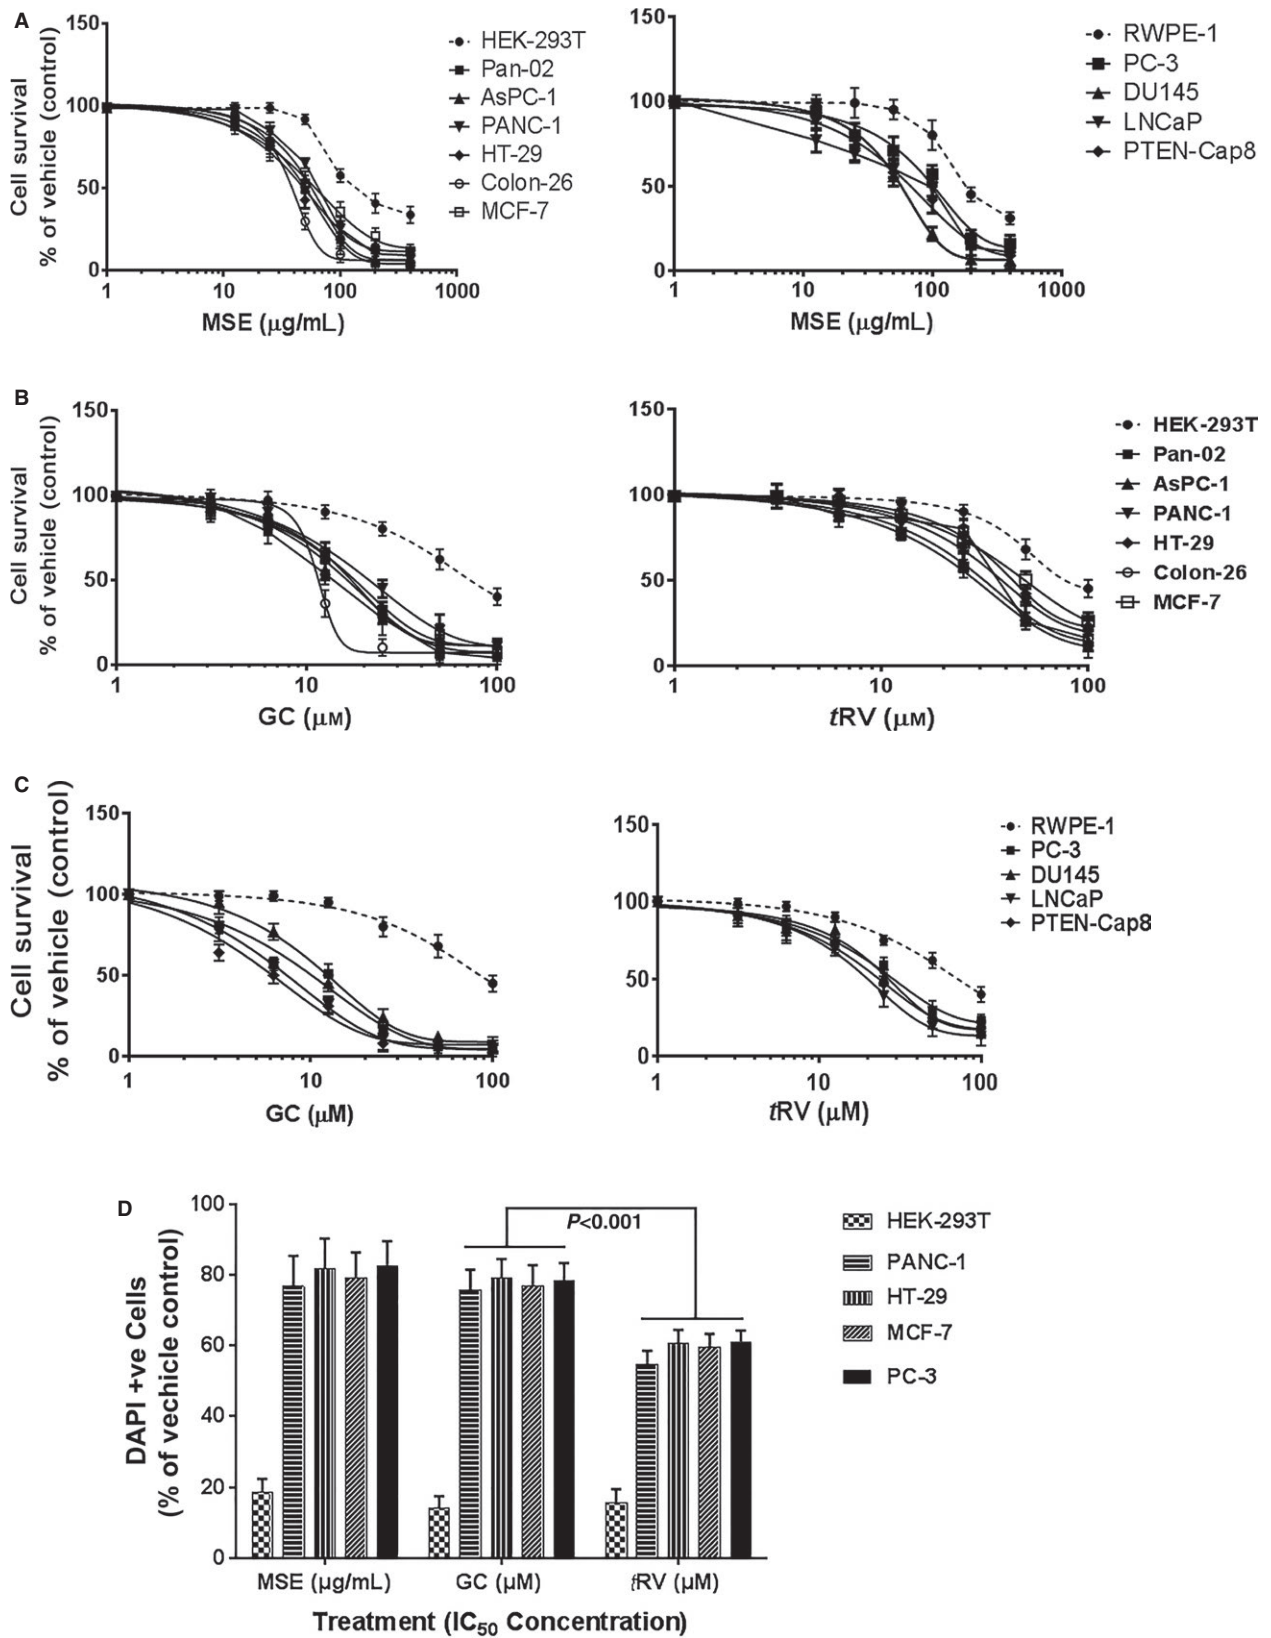 A
Cell survival
% of vehicle (control)
150
100
50
0
1
10
100
1000
MSE (µg/mL)
HEK-293T
Pan-02
AsPC-1
PANC-1
HT-29
Colon-26
MCF-7
150
100
50
0
1
10
100
1000
MSE (µg/mL)
RWPE-1
PC-3
DU145
LNCaP
PTEN-Cap8
B
Cell survival
% of vehicle (control)
150
100
50
0
1
10
100
GC (µM)
150
100
50
0
1
10
100
tRV (µM)
HEK-293T
Pan-02
AsPC-1
PANC-1
HT-29
Colon-26
MCF-7
C
Cell survival
% of vehicle (control)
150
100
50
0
1
10
100
GC (µM)
150
100
50
0
1
10
100
tRV (µM)
RWPE-1
PC-3
DU145
LNCaP
PTEN-Cap8
D
DAPI +ve Cells
(% of vechicle control)
100
80
60
40
20
0
P<0.001
MSE (µg/mL)
GC (µM)
tRV (µM)
Treatment (IC50 Concentration)
HEK-293T
PANC-1
HT-29
MCF-7
PC-3